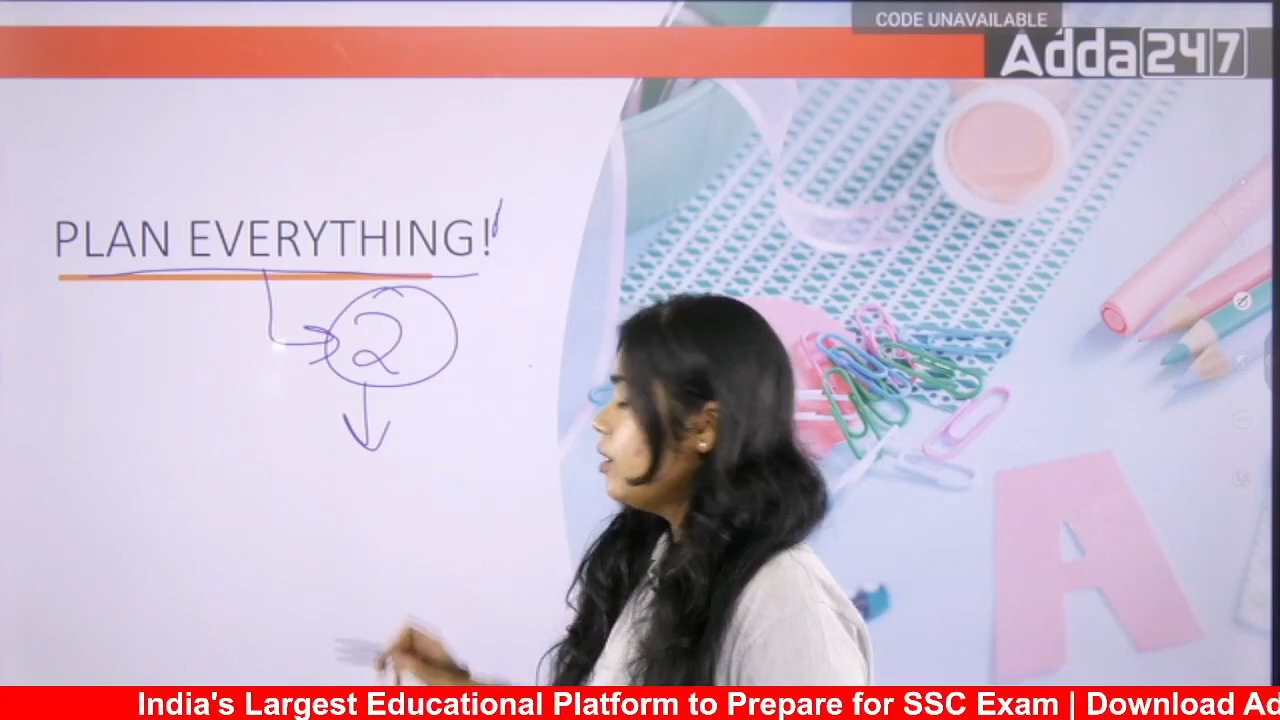 CODE UNAVAILABLE
Adda247
PLAN EVERYTHING!
2
India's Largest Educational Platform to Prepare for SSC Exam | Download Ad